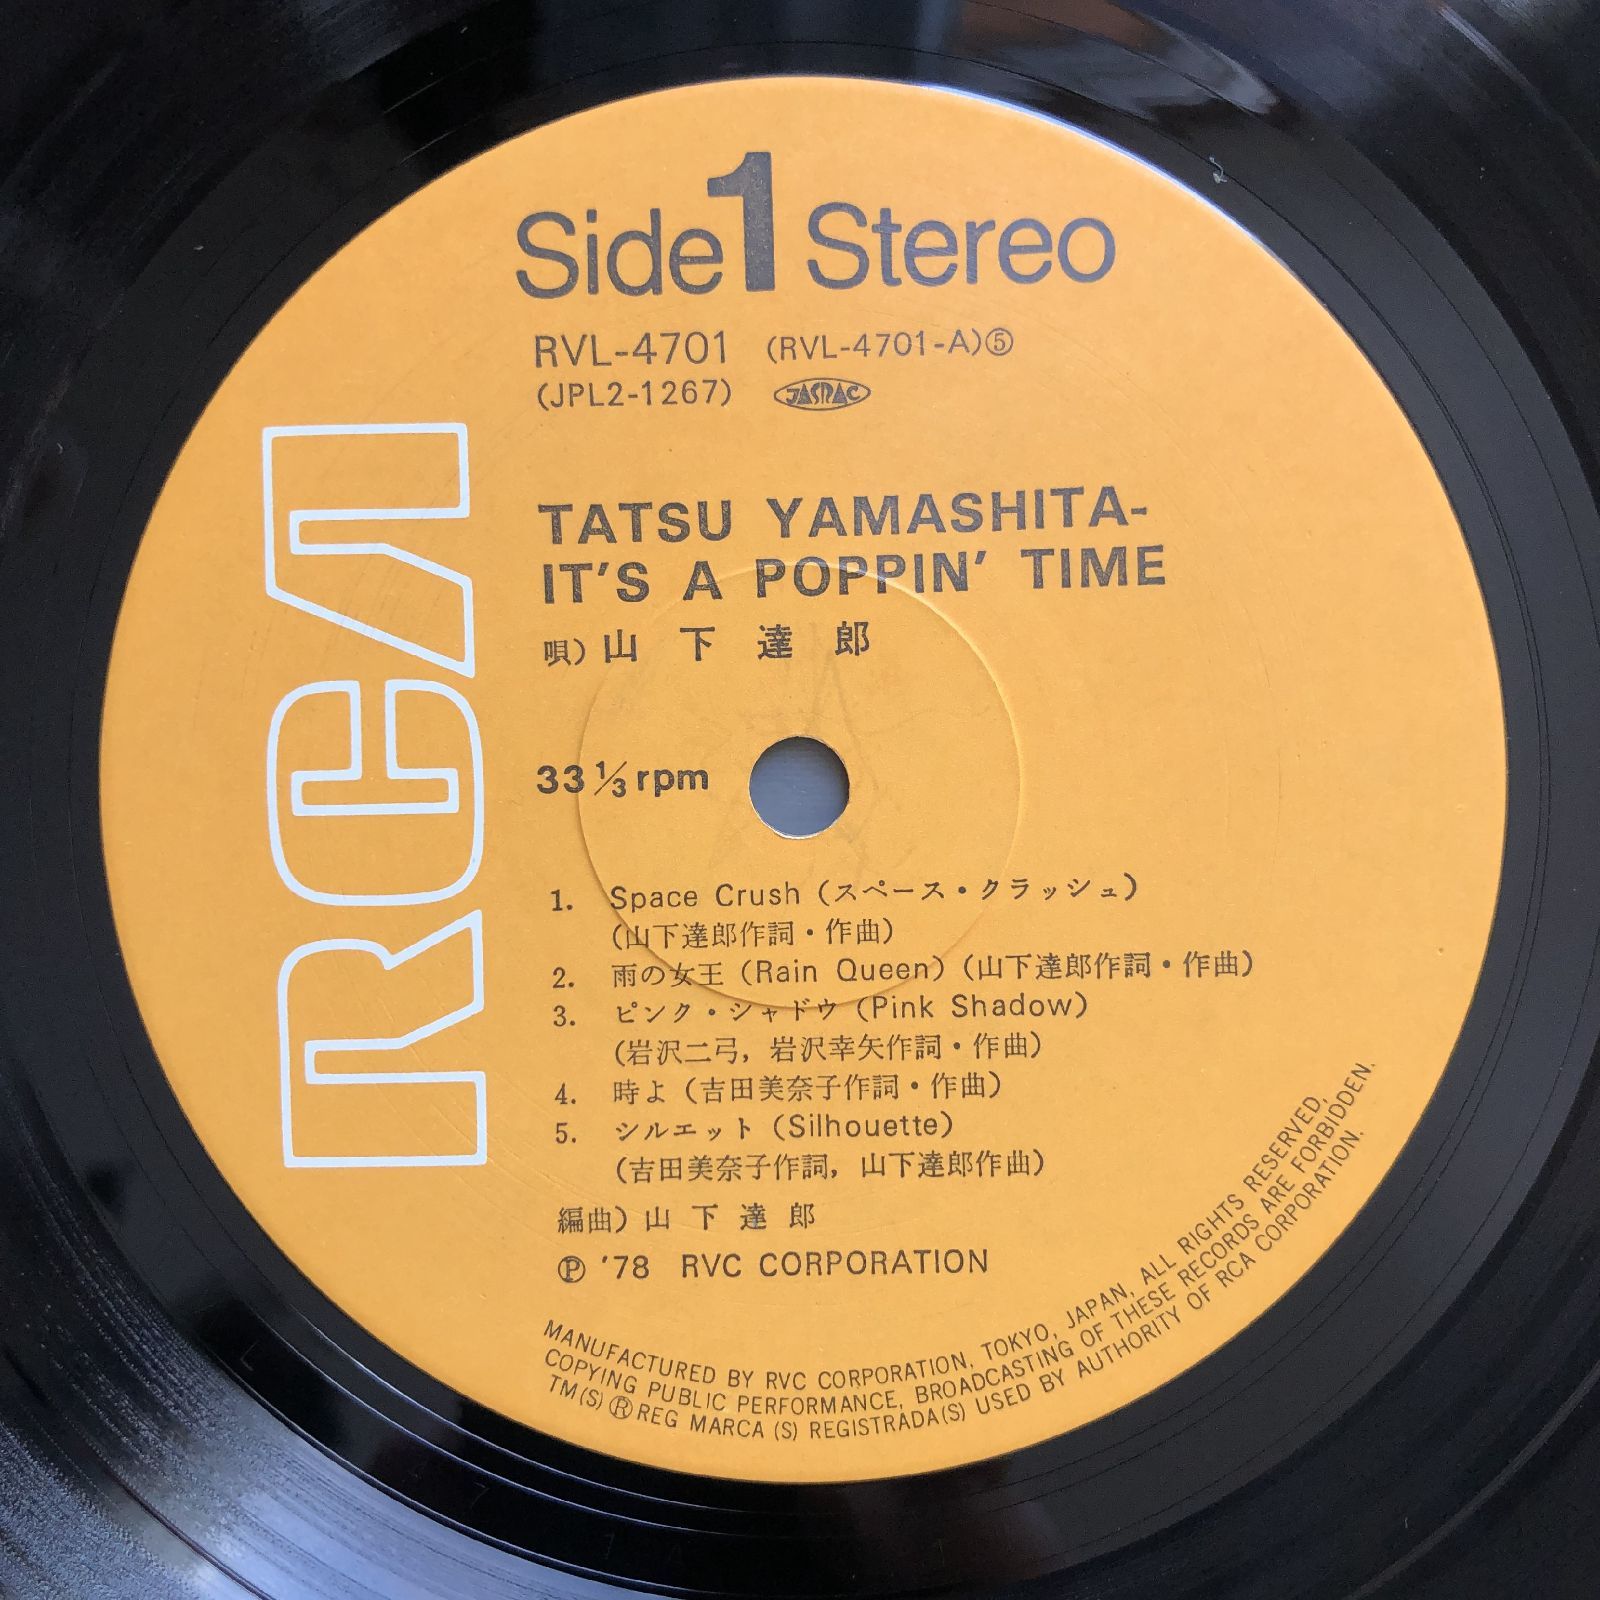 Side 1 Stereo
RVL-4701 (RVL-4701-A)⑤
(JPL2-1267) JASRAC
RCA
TATSU YAMASHITA-
IT'S A POPPIN' TIME
唄) 山下達郎
33 1/3 rpm
1. Space Crush (スペース・クラッシュ)
(山下達郎作詞・作曲)
2. 雨の女王 (Rain Queen) (山下達郎作詞・作曲)
3. ピンク・シャドウ (Pink Shadow)
(岩沢二弓, 岩沢幸矢作詞・作曲)
4. 時よ (吉田美奈子作詞・作曲)
5. シルエット (Silhouette)
(吉田美奈子作詞, 山下達郎作曲)
編曲) 山下達郎
Ⓟ '78 RVC CORPORATION
MANUFACTURED BY RVC CORPORATION, TOKYO, JAPAN, ALL RIGHTS RESERVED,
COPYING PUBLIC PERFORMANCE, BROADCASTING OF THESE RECORDS ARE FORBIDDEN.
TM(S) ® REG MARCA (S) REGISTRADA(S) USED BY AUTHORITY OF RCA CORPORATION.